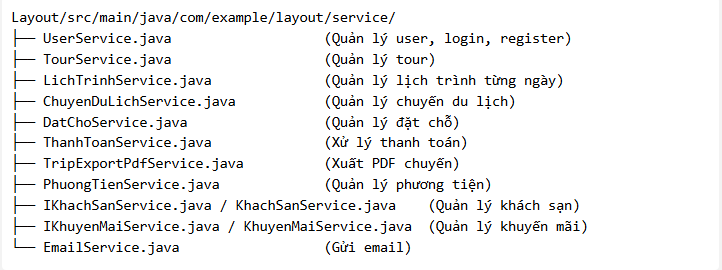 Layout/src/main/java/com/example/layout/service/
├── UserService.java (Quản lý user, login, register)
├── TourService.java (Quản lý tour)
├── LichTrinhService.java (Quản lý lịch trình từng ngày)
├── ChuyenDuLichService.java (Quản lý chuyến du lịch)
├── DatChoService.java (Quản lý đặt chỗ)
├── ThanhToanService.java (Xử lý thanh toán)
├── TripExportPdfService.java (Xuất PDF chuyến)
├── PhuongTienService.java (Quản lý phương tiện)
├── IKhachSanService.java / KhachSanService.java (Quản lý khách sạn)
├── IKhuyenMaiService.java / KhuyenMaiService.java (Quản lý khuyến mãi)
└── EmailService.java (Gửi email)